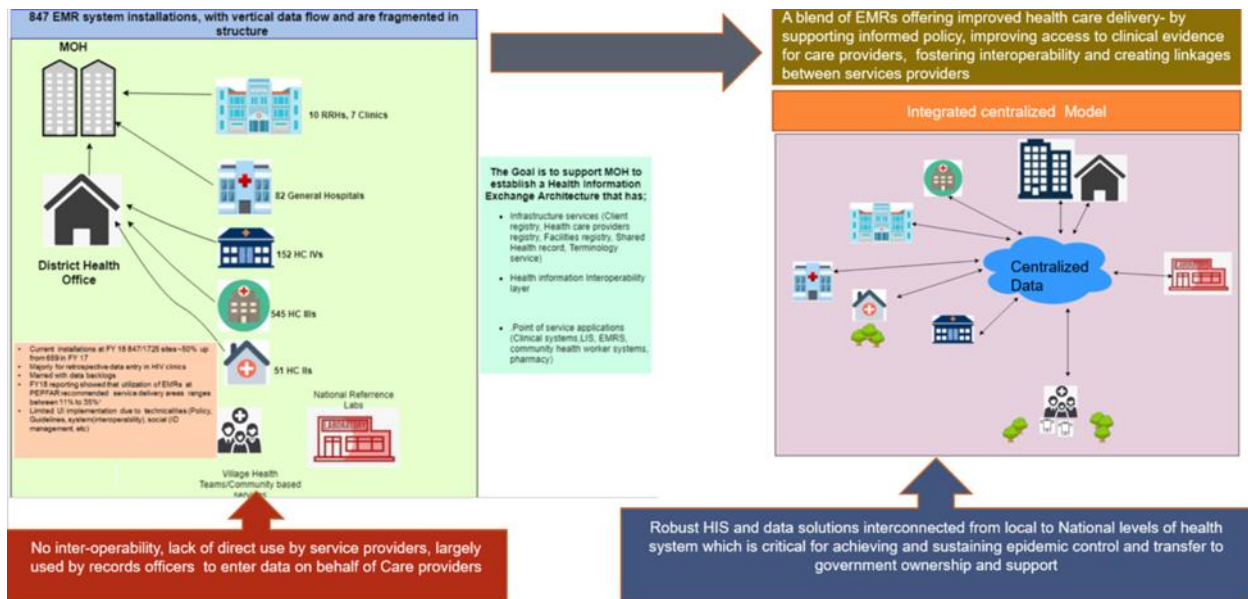 847 EMR system installations, with vertical data flow and are fragmented in
structure
MOH
10 RRHs, 7 Clinics
82 General Hospitals
152 HC IVs
District Health
Office
545 HC IIIs
51 HC IIs
• Current installations at FY 18 847/1725 sites ~50% up
from 669 in FY 17
• Majorly for retrospective data entry in HIV clinics
• Marred with data backlogs
• FY18 reporting showed that utilization of EMRs at
PEPFAR recommended service delivery areas ranges
between 11% to 35%
• Limited UI implementation due to technicalities (Policy,
Guidelines, system(interoperability), social (ID
management, etc)
National Referrence
Labs
LABORATORY
Village Health
Teams/Community based
services
No inter-operability, lack of direct use by service providers, largely
used by records officers to enter data on behalf of Care providers
The Goal is to support MOH to
establish a Health Information
Exchange Architecture that has;
• Infrastructure services (Client
registry, Health care providers
registry, Facilities registry, Shared
Health record, Terminology
service)
• Health information Interoperability
layer
• .Point of service applications
(Clinical systems,LIS, EMRS,
community health worker systems,
pharmacy)
A blend of EMRs offering improved health care delivery- by
supporting informed policy, improving access to clinical evidence
for care providers, fostering interoperability and creating linkages
between services providers
Integrated centralized Model
Centralized
Data
LABORATORY
Robust HIS and data solutions interconnected from local to National levels of health
system which is critical for achieving and sustaining epidemic control and transfer to
government ownership and support